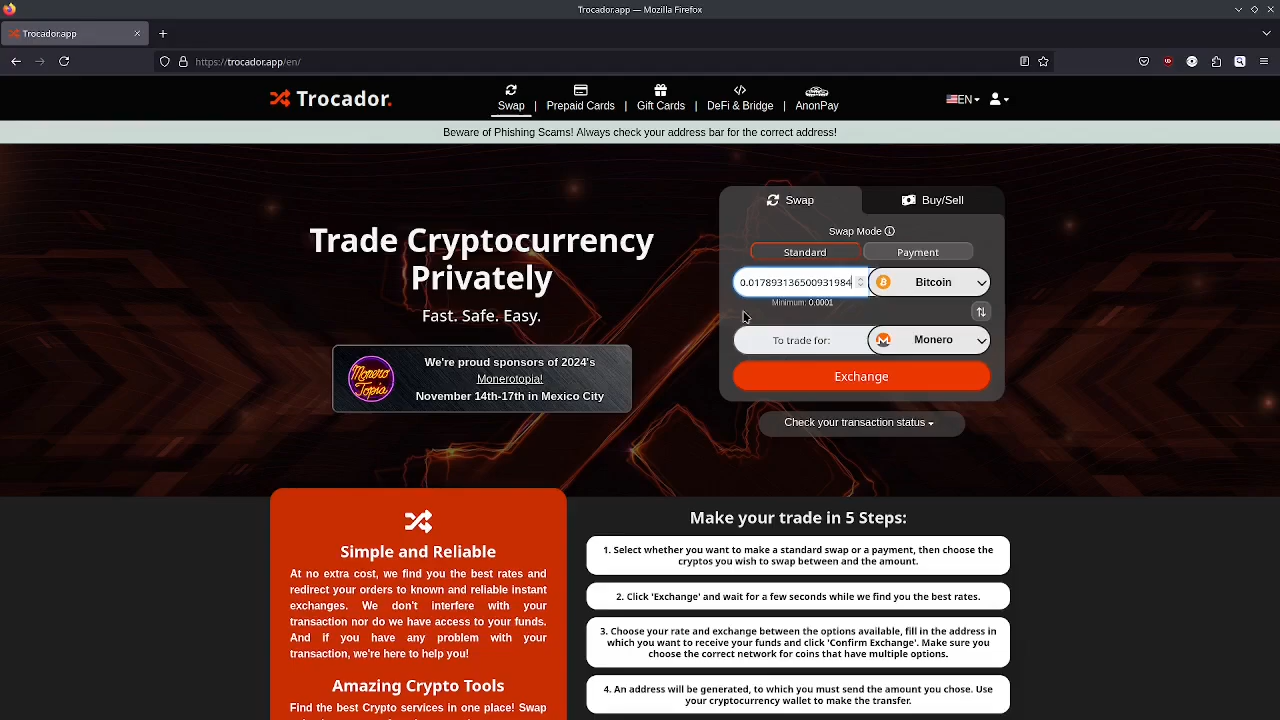 Trocador.app — Mozilla Firefox
Trocador.app
https://trocador.app/en/
Trocador.
Swap | Prepaid Cards | Gift Cards | DeFi & Bridge | AnonPay
EN
Beware of Phishing Scams! Always check your address bar for the correct address!
Trade Cryptocurrency
Privately
Fast. Safe. Easy.
Monero
Topia
We're proud sponsors of 2024's
Monerotopia!
November 14th-17th in Mexico City
Swap
Buy/Sell
Swap Mode
Standard
Payment
0.017893136500931984
Bitcoin
Minimum: 0.0001
To trade for:
Monero
Exchange
Check your transaction status
Simple and Reliable
At no extra cost, we find you the best rates and
redirect your orders to known and reliable instant
exchanges. We don't interfere with your
transaction nor do we have access to your funds.
And if you have any problem with your
transaction, we're here to help you!
Amazing Crypto Tools
Find the best Crypto services in one place! Swap
Make your trade in 5 Steps:
1. Select whether you want to make a standard swap or a payment, then choose the
cryptos you wish to swap between and the amount.
2. Click 'Exchange' and wait for a few seconds while we find you the best rates.
3. Choose your rate and exchange between the options available, fill in the address in
which you want to receive your funds and click 'Confirm Exchange'. Make sure you
choose the correct network for coins that have multiple options.
4. An address will be generated, to which you must send the amount you chose. Use
your cryptocurrency wallet to make the transfer.